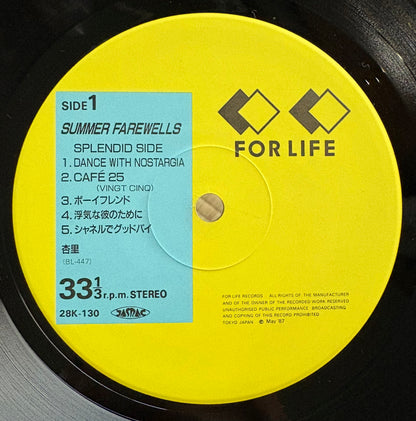 SIDE 1
SUMMER FAREWELLS
SPLENDID SIDE
1. DANCE WITH NOSTARGIA
2. CAFÉ 25
(VINGT CINQ)
3. ボーイフレンド
4. 浮気な彼のために
5. シャネルでグッドバイ
杏里
(BL-447)
33 1/3 r.p.m. STEREO
28K-130
JASRAC
FOR LIFE
FOR LIFE RECORDS ALL RIGHTS OF THE MANUFACTURER
AND OF THE OWNER OF THE RECORDED WORK RESERVED
UNAUTHORISED PUBLIC PERFORMANCE BROADCASTING
AND COPYING OF THIS RECORD PROHIBITED
TOKYO JAPAN ℗ May '87